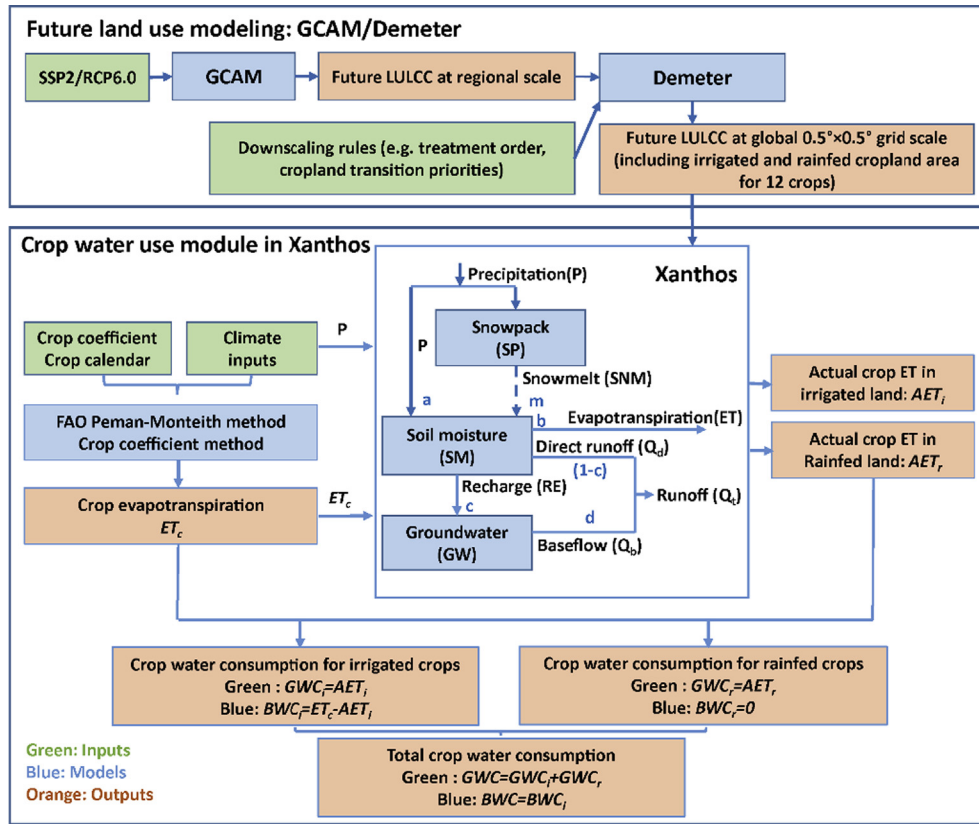 Future land use modeling: GCAM/Demeter
SSP2/RCP6.0
GCAM
Future LULCC at regional scale
Demeter
Downscaling rules (e.g. treatment order,
cropland transition priorities)
Future LULCC at global 0.5°×0.5° grid scale
(including irrigated and rainfed cropland area
for 12 crops)
Crop water use module in Xanthos
Xanthos
Precipitation(P)
Crop coefficient
Crop calendar
Climate
inputs
P
P
Snowpack
(SP)
Snowmelt (SNM)
a
m
b
Evapotranspiration(ET)
Soil moisture
(SM)
Direct runoff (Qd)
(1-c)
Recharge (RE)
c
Runoff (Qt)
d
Groundwater
(GW)
Baseflow (Qb)
FAO Peman-Monteith method
Crop coefficient method
Crop evapotranspiration
ETc
ETc
Actual crop ET in
irrigated land: AETi
Actual crop ET in
Rainfed land: AETr
Crop water consumption for irrigated crops
Green : GWCi=AETi
Blue: BWCi=ETc-AETi
Crop water consumption for rainfed crops
Green : GWCr=AETr
Blue: BWCr=0
Total crop water consumption
Green : GWC=GWCi+GWCr
Blue: BWC=BWCi
Green: Inputs
Blue: Models
Orange: Outputs